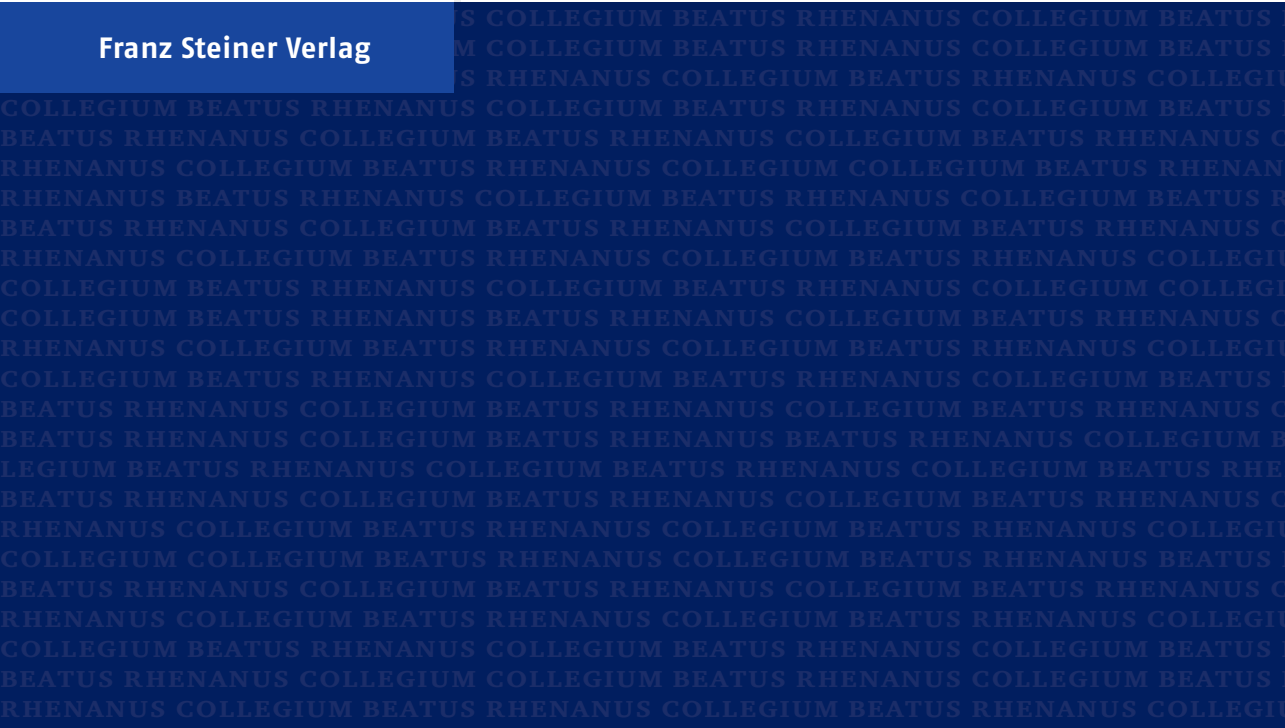 Franz Steiner Verlag
S COLLEGIUM BEATUS RHENANUS COLLEGIUM BEATUS
M COLLEGIUM BEATUS RHENANUS COLLEGIUM BEATUS
S RHENANUS COLLEGIUM BEATUS RHENANUS COLLEGIU
COLLEGIUM BEATUS RHENANUS COLLEGIUM BEATUS RHENANUS COLLEGIUM BEATUS
BEATUS RHENANUS COLLEGIUM BEATUS RHENANUS COLLEGIUM BEATUS RHENANUS C
RHENANUS COLLEGIUM BEATUS RHENANUS COLLEGIUM COLLEGIUM BEATUS RHENAN
RHENANUS BEATUS RHENANUS COLLEGIUM BEATUS RHENANUS COLLEGIUM BEATUS R
BEATUS RHENANUS COLLEGIUM BEATUS RHENANUS COLLEGIUM BEATUS RHENANUS C
RHENANUS COLLEGIUM BEATUS RHENANUS COLLEGIUM BEATUS RHENANUS COLLEGIU
COLLEGIUM BEATUS RHENANUS COLLEGIUM BEATUS RHENANUS COLLEGIUM COLLEGI
COLLEGIUM BEATUS RHENANUS BEATUS RHENANUS COLLEGIUM BEATUS RHENANUS C
RHENANUS COLLEGIUM BEATUS RHENANUS COLLEGIUM BEATUS RHENANUS COLLEGIU
COLLEGIUM BEATUS RHENANUS COLLEGIUM BEATUS RHENANUS COLLEGIUM BEATUS
BEATUS RHENANUS COLLEGIUM BEATUS RHENANUS COLLEGIUM BEATUS RHENANUS C
BEATUS RHENANUS COLLEGIUM BEATUS RHENANUS BEATUS RHENANUS COLLEGIUM B
LEGIUM BEATUS RHENANUS COLLEGIUM BEATUS RHENANUS COLLEGIUM BEATUS RHE
BEATUS RHENANUS COLLEGIUM BEATUS RHENANUS COLLEGIUM BEATUS RHENANUS C
RHENANUS COLLEGIUM BEATUS RHENANUS COLLEGIUM BEATUS RHENANUS COLLEGIU
COLLEGIUM COLLEGIUM BEATUS RHENANUS COLLEGIUM BEATUS RHENANUS BEATUS
BEATUS RHENANUS COLLEGIUM BEATUS RHENANUS COLLEGIUM BEATUS RHENANUS C
RHENANUS COLLEGIUM BEATUS RHENANUS COLLEGIUM BEATUS RHENANUS COLLEGIU
COLLEGIUM BEATUS RHENANUS COLLEGIUM BEATUS RHENANUS COLLEGIUM BEATUS
BEATUS RHENANUS COLLEGIUM COLLEGIUM BEATUS RHENANUS COLLEGIUM BEATUS
RHENANUS COLLEGIUM BEATUS RHENANUS COLLEGIUM BEATUS RHENANUS COLLEGIU